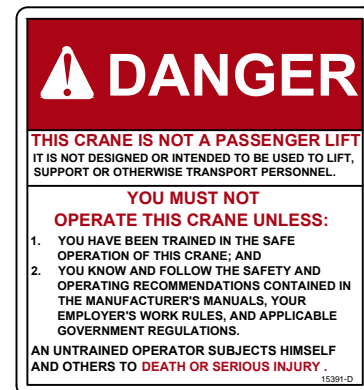 DANGER
THIS CRANE IS NOT A PASSENGER LIFT
IT IS NOT DESIGNED OR INTENDED TO BE USED TO LIFT,
SUPPORT OR OTHERWISE TRANSPORT PERSONNEL.
YOU MUST NOT
OPERATE THIS CRANE UNLESS:
1. YOU HAVE BEEN TRAINED IN THE SAFE
OPERATION OF THIS CRANE; AND
2. YOU KNOW AND FOLLOW THE SAFETY AND
OPERATING RECOMMENDATIONS CONTAINED IN
THE MANUFACTURER'S MANUALS, YOUR
EMPLOYER'S WORK RULES, AND APPLICABLE
GOVERNMENT REGULATIONS.
AN UNTRAINED OPERATOR SUBJECTS HIMSELF
AND OTHERS TO DEATH OR SERIOUS INJURY .
15391-D